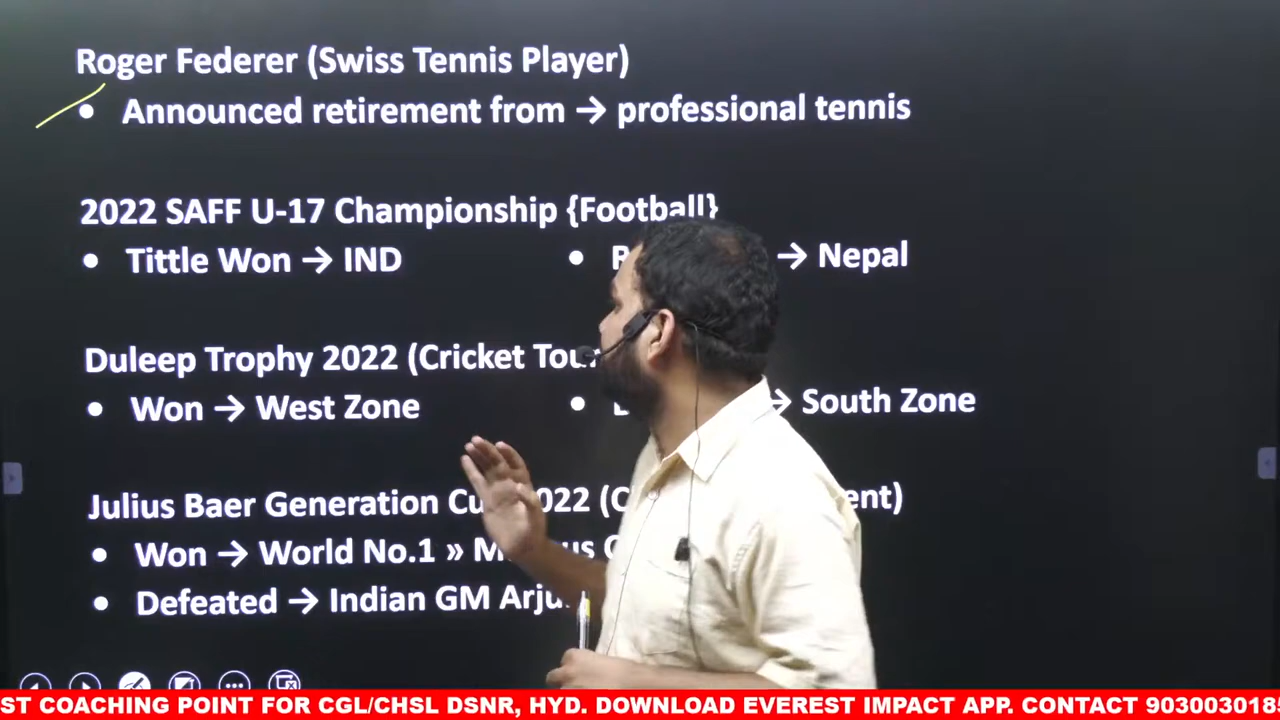 Roger Federer (Swiss Tennis Player)
• Announced retirement from → professional tennis
2022 SAFF U-17 Championship {Football}
• Tittle Won → IND • → Nepal
Duleep Trophy 2022 (Cricket
• Won → West Zone • → South Zone
Julius Baer Generation 2022
• Won → World No.1 »
• Defeated → Indian GM
ST COACHING POINT FOR CGL/CHSL DSNR, HYD. DOWNLOAD EVEREST IMPACT APP. CONTACT 903003018